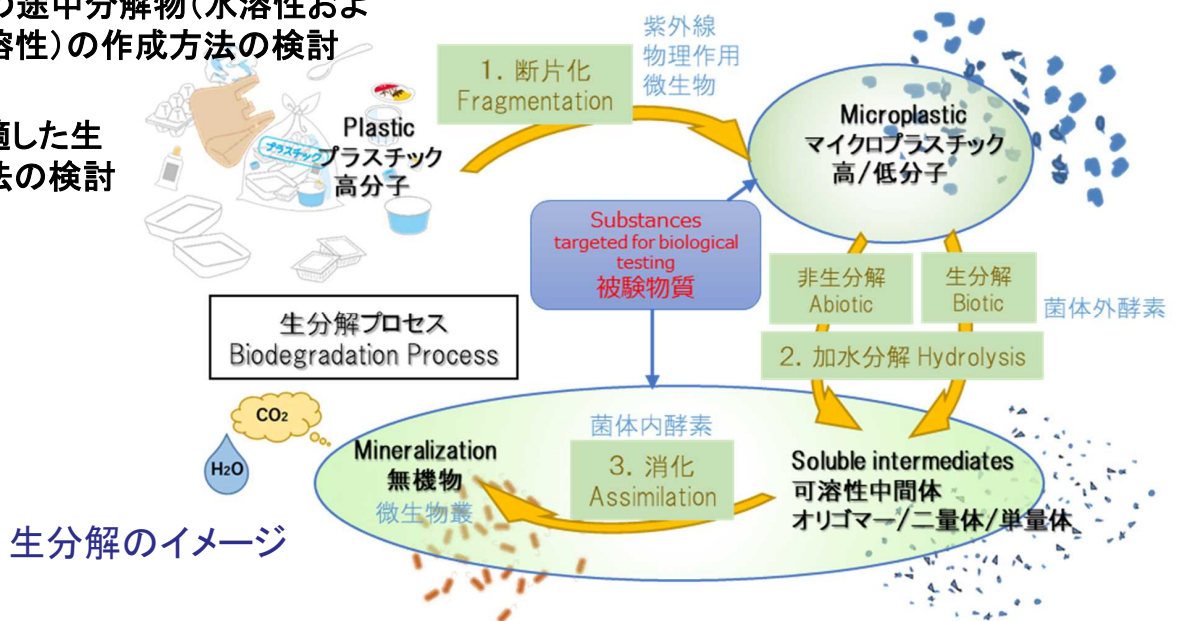 の途中分解物(水溶性およ
溶性)の作成方法の検討
適した生
法の検討
紫外線
物理作用
微生物
1. 断片化
Fragmentation
Plastic
プラスチック
高分子
プラスチック
Microplastic
マイクロプラスチック
高/低分子
Substances
targeted for biological
testing
被験物質
非生分解
Abiotic
生分解
Biotic
菌体外酵素
2. 加水分解 Hydrolysis
生分解プロセス
Biodegradation Process
CO2
H2O
菌体内酵素
3. 消化
Assimilation
Mineralization
無機物
微生物叢
Soluble intermediates
可溶性中間体
オリゴマー/二量体/単量体
生分解のイメージ